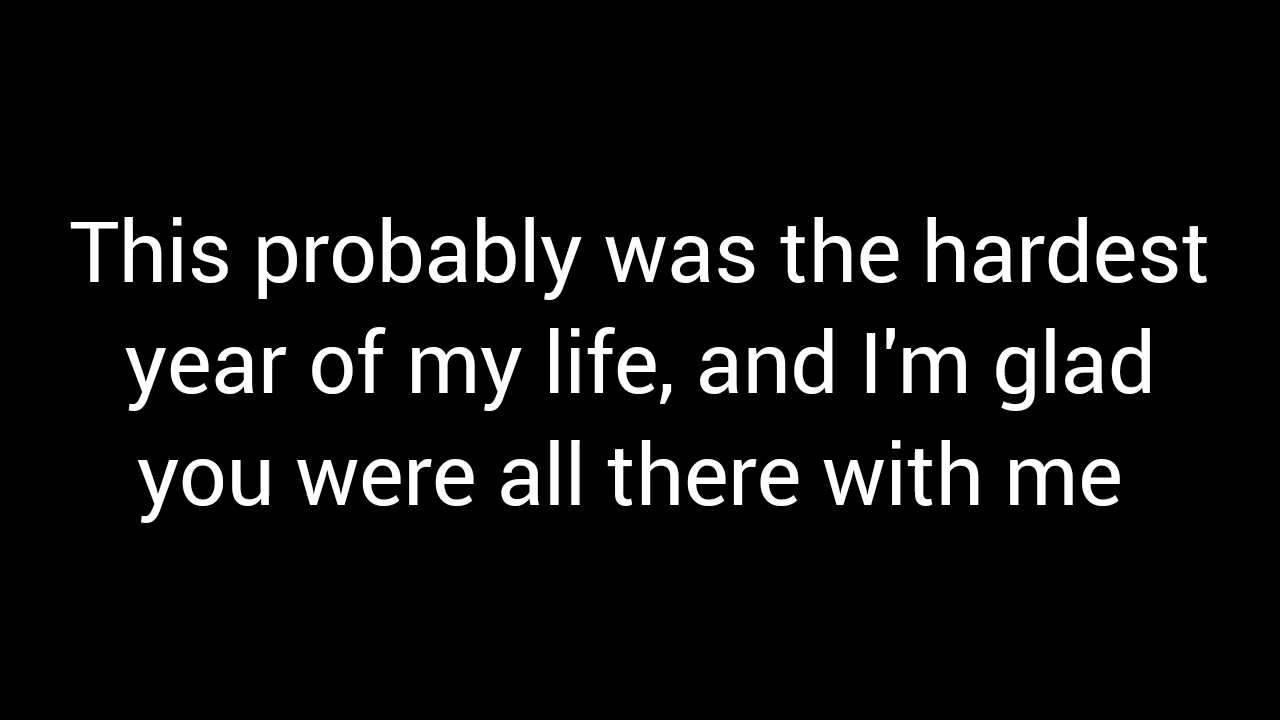 This probably was the hardest
year of my life, and I'm glad
you were all there with me